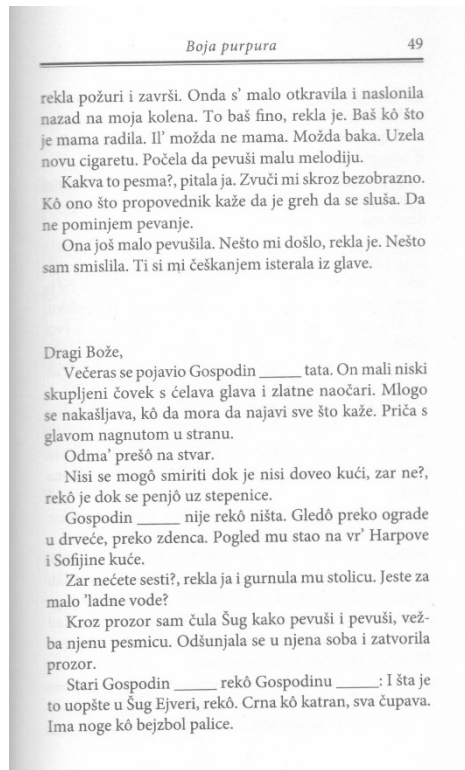 Boja purpura 49
rekla požuri i završi. Onda s’ malo otkravila i naslonila
nazad na moja kolena. To baš fino, rekla je. Baš kô što
je mama radila. Il’ možda ne mama. Možda baka. Uzela
novu cigaretu. Počela da pevuši malu melodiju.
Kakva to pesma?, pitala ja. Zvuči mi skroz bezobrazno.
Kô ono što propovednik kaže da je greh da se sluša. Da
ne pominjem pevanje.
Ona još malo pevušila. Nešto mi došlo, rekla je. Nešto
sam smislila. Ti si mi češkanjem isterala iz glave.
Dragi Bože,
Večeras se pojavio Gospodin _____ tata. On mali niski
skupljeni čovek s ćelava glava i zlatne naočari. Mlogo
se nakašljava, kô da mora da najavi sve što kaže. Priča s
glavom nagnutom u stranu.
Odma’ prešô na stvar.
Nisi se mogô smiriti dok je nisi doveo kući, zar ne?,
rekô je dok se penjô uz stepenice.
Gospodin _____ nije rekô ništa. Gledô preko ograde
u drveće, preko zdenca. Pogled mu stao na vr’ Harpove
i Sofijine kuće.
Zar nećete sesti?, rekla ja i gurnula mu stolicu. Jeste za
malo ’ladne vode?
Kroz prozor sam čula Šug kako pevuši i pevuši, vež-
ba njenu pesmicu. Odšunjala se u njena soba i zatvorila
prozor.
Stari Gospodin _____ rekô Gospodinu _____: I šta je
to uopšte u Šug Ejveri, rekô. Crna kô katran, sva čupava.
Ima noge kô bejzbol palice.